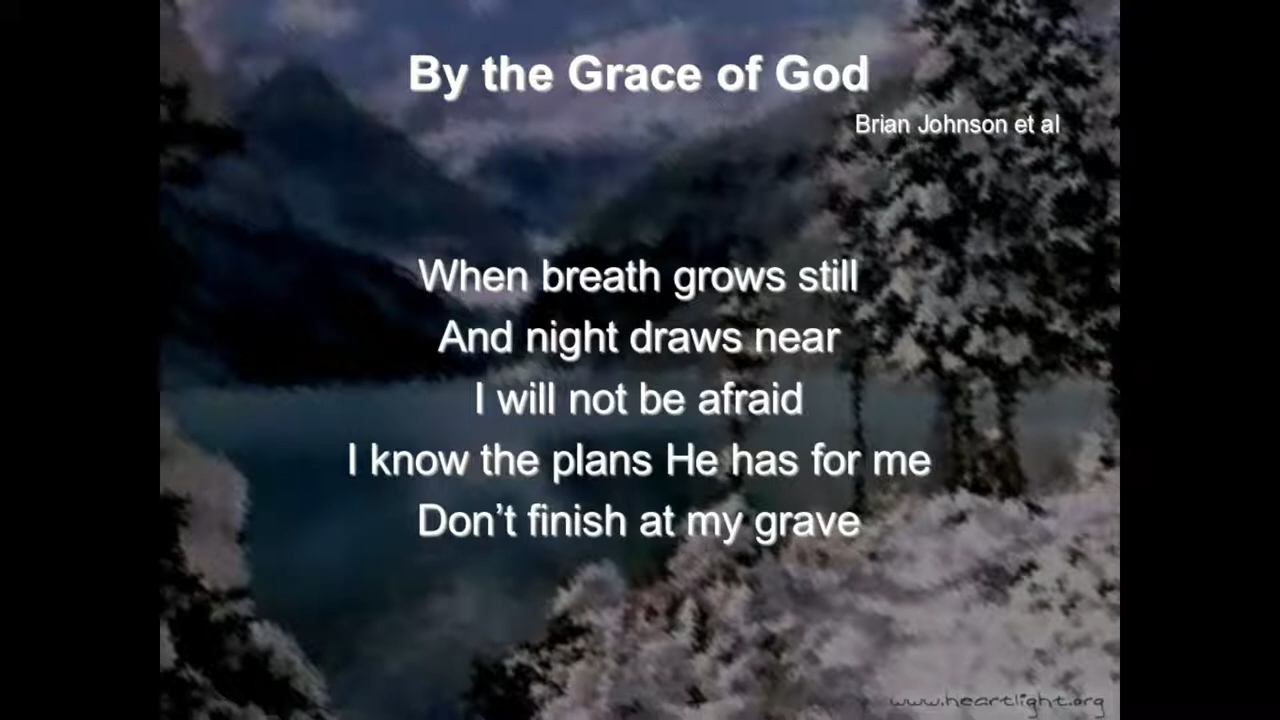 By the Grace of God
Brian Johnson et al
When breath grows still
And night draws near
I will not be afraid
I know the plans He has for me
Don’t finish at my grave
www.heartlight.org